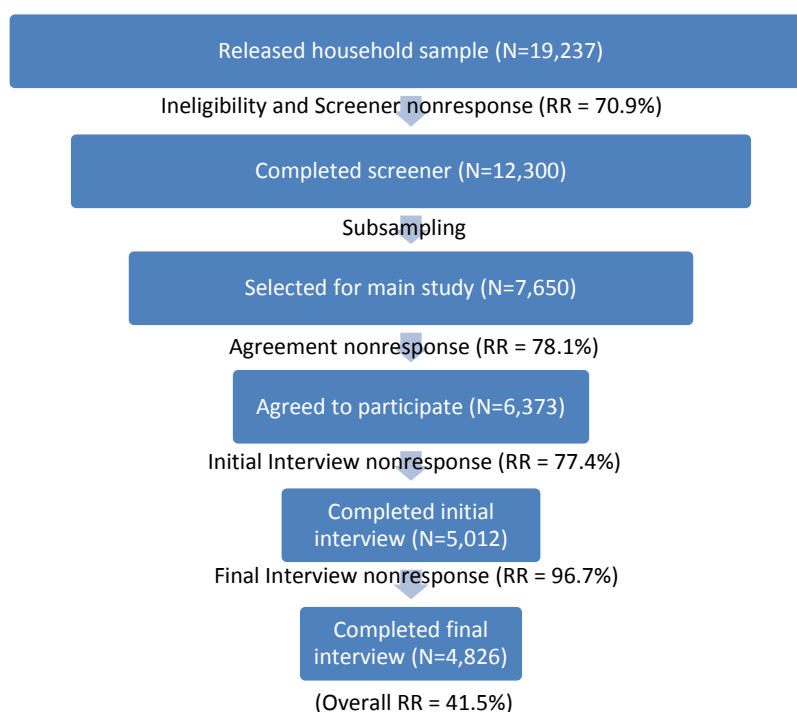 Released household sample (N=19,237)
Ineligibility and Screener nonresponse (RR = 70.9%)
Completed screener (N=12,300)
Subsampling
Selected for main study (N=7,650)
Agreement nonresponse (RR = 78.1%)
Agreed to participate (N=6,373)
Initial Interview nonresponse (RR = 77.4%)
Completed initial
interview (N=5,012)
Final Interview nonresponse (RR = 96.7%)
Completed final
interview (N=4,826)
(Overall RR = 41.5%)